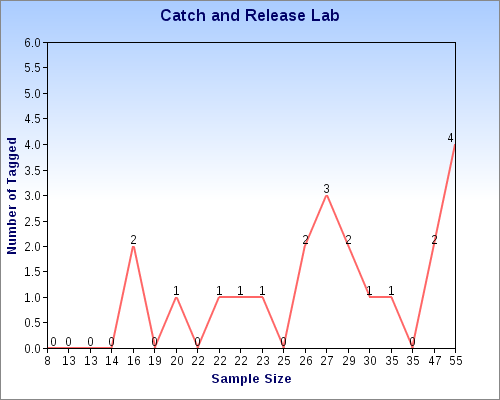 Catch and Release Lab
Number of Tagged
6.0
5.5
5.0
4.5
4.0
3.5
3.0
2.5
2.0
1.5
1.0
0.5
0.0
0 0 0 0 2 0 1 0 1 1 1 0 2 3 2 1 1 0 2 4
8 13 13 14 16 19 20 22 22 22 23 25 26 27 29 30 35 35 47 55
Sample Size